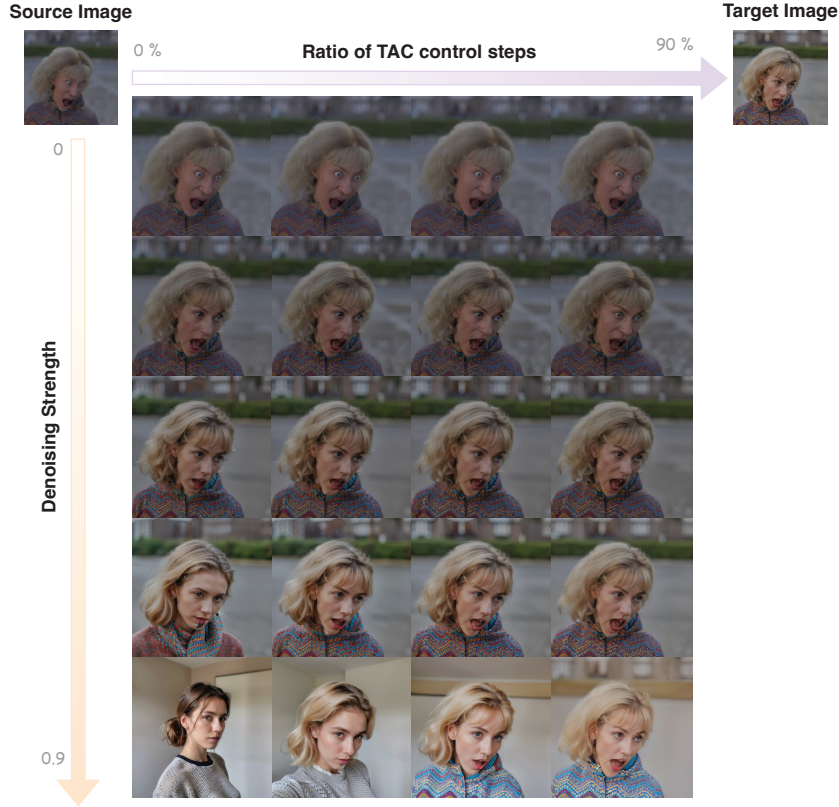 Source Image
Target Image
0 %
Ratio of TAC control steps
90 %
0
Denoising Strength
0.9